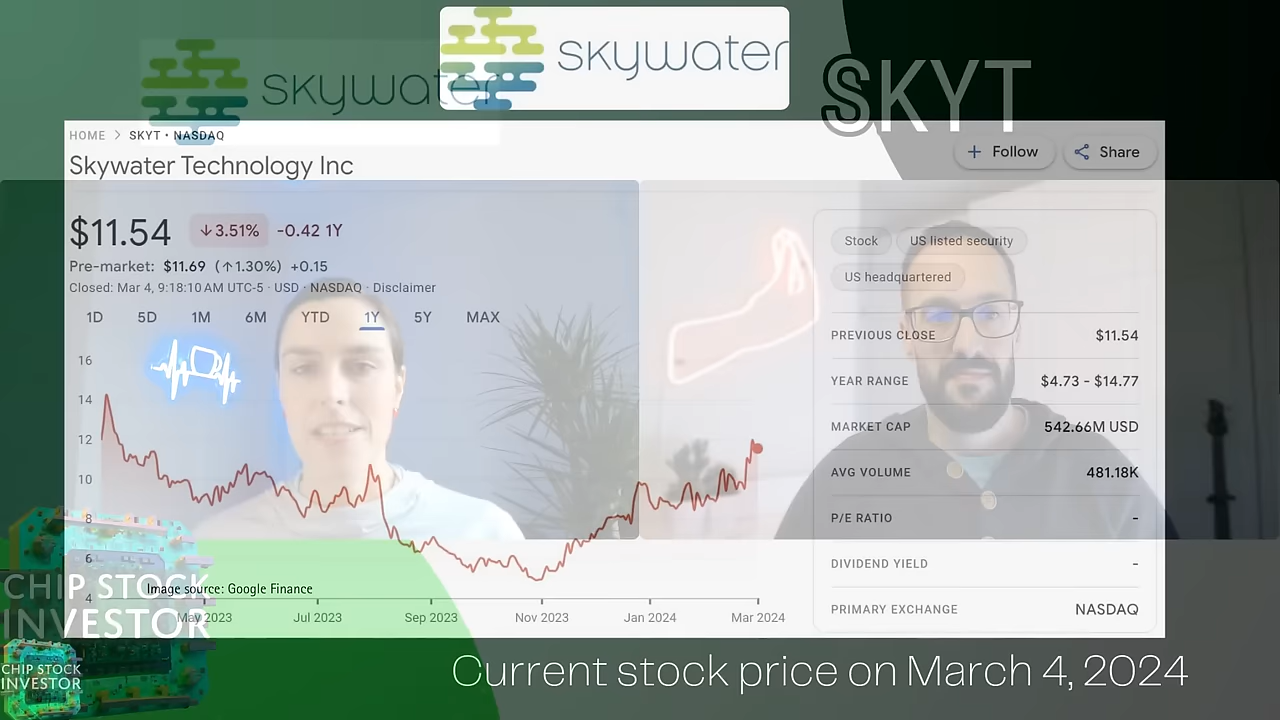 skywater
skywater
SKYT
HOME > SKYT • NASDAQ
Skywater Technology Inc
+ Follow
Share
$11.54
↓3.51%
-0.42 1Y
Pre-market: $11.69 (↑1.30%) +0.15
Closed: Mar 4, 9:18:10 AM UTC-5 · USD · NASDAQ · Disclaimer
1D 5D 1M 6M YTD 1Y 5Y MAX
16
14
12
10
8
6
4
May 2023 Jul 2023 Sep 2023 Nov 2023 Jan 2024 Mar 2024
Image source: Google Finance
Stock
US listed security
US headquartered
PREVIOUS CLOSE $11.54
YEAR RANGE $4.73 - $14.77
MARKET CAP 542.66M USD
AVG VOLUME 481.18K
P/E RATIO -
DIVIDEND YIELD -
PRIMARY EXCHANGE NASDAQ
CHIP STOCK
INVESTOR
CHIP STOCK
INVESTOR
Current stock price on March 4, 2024